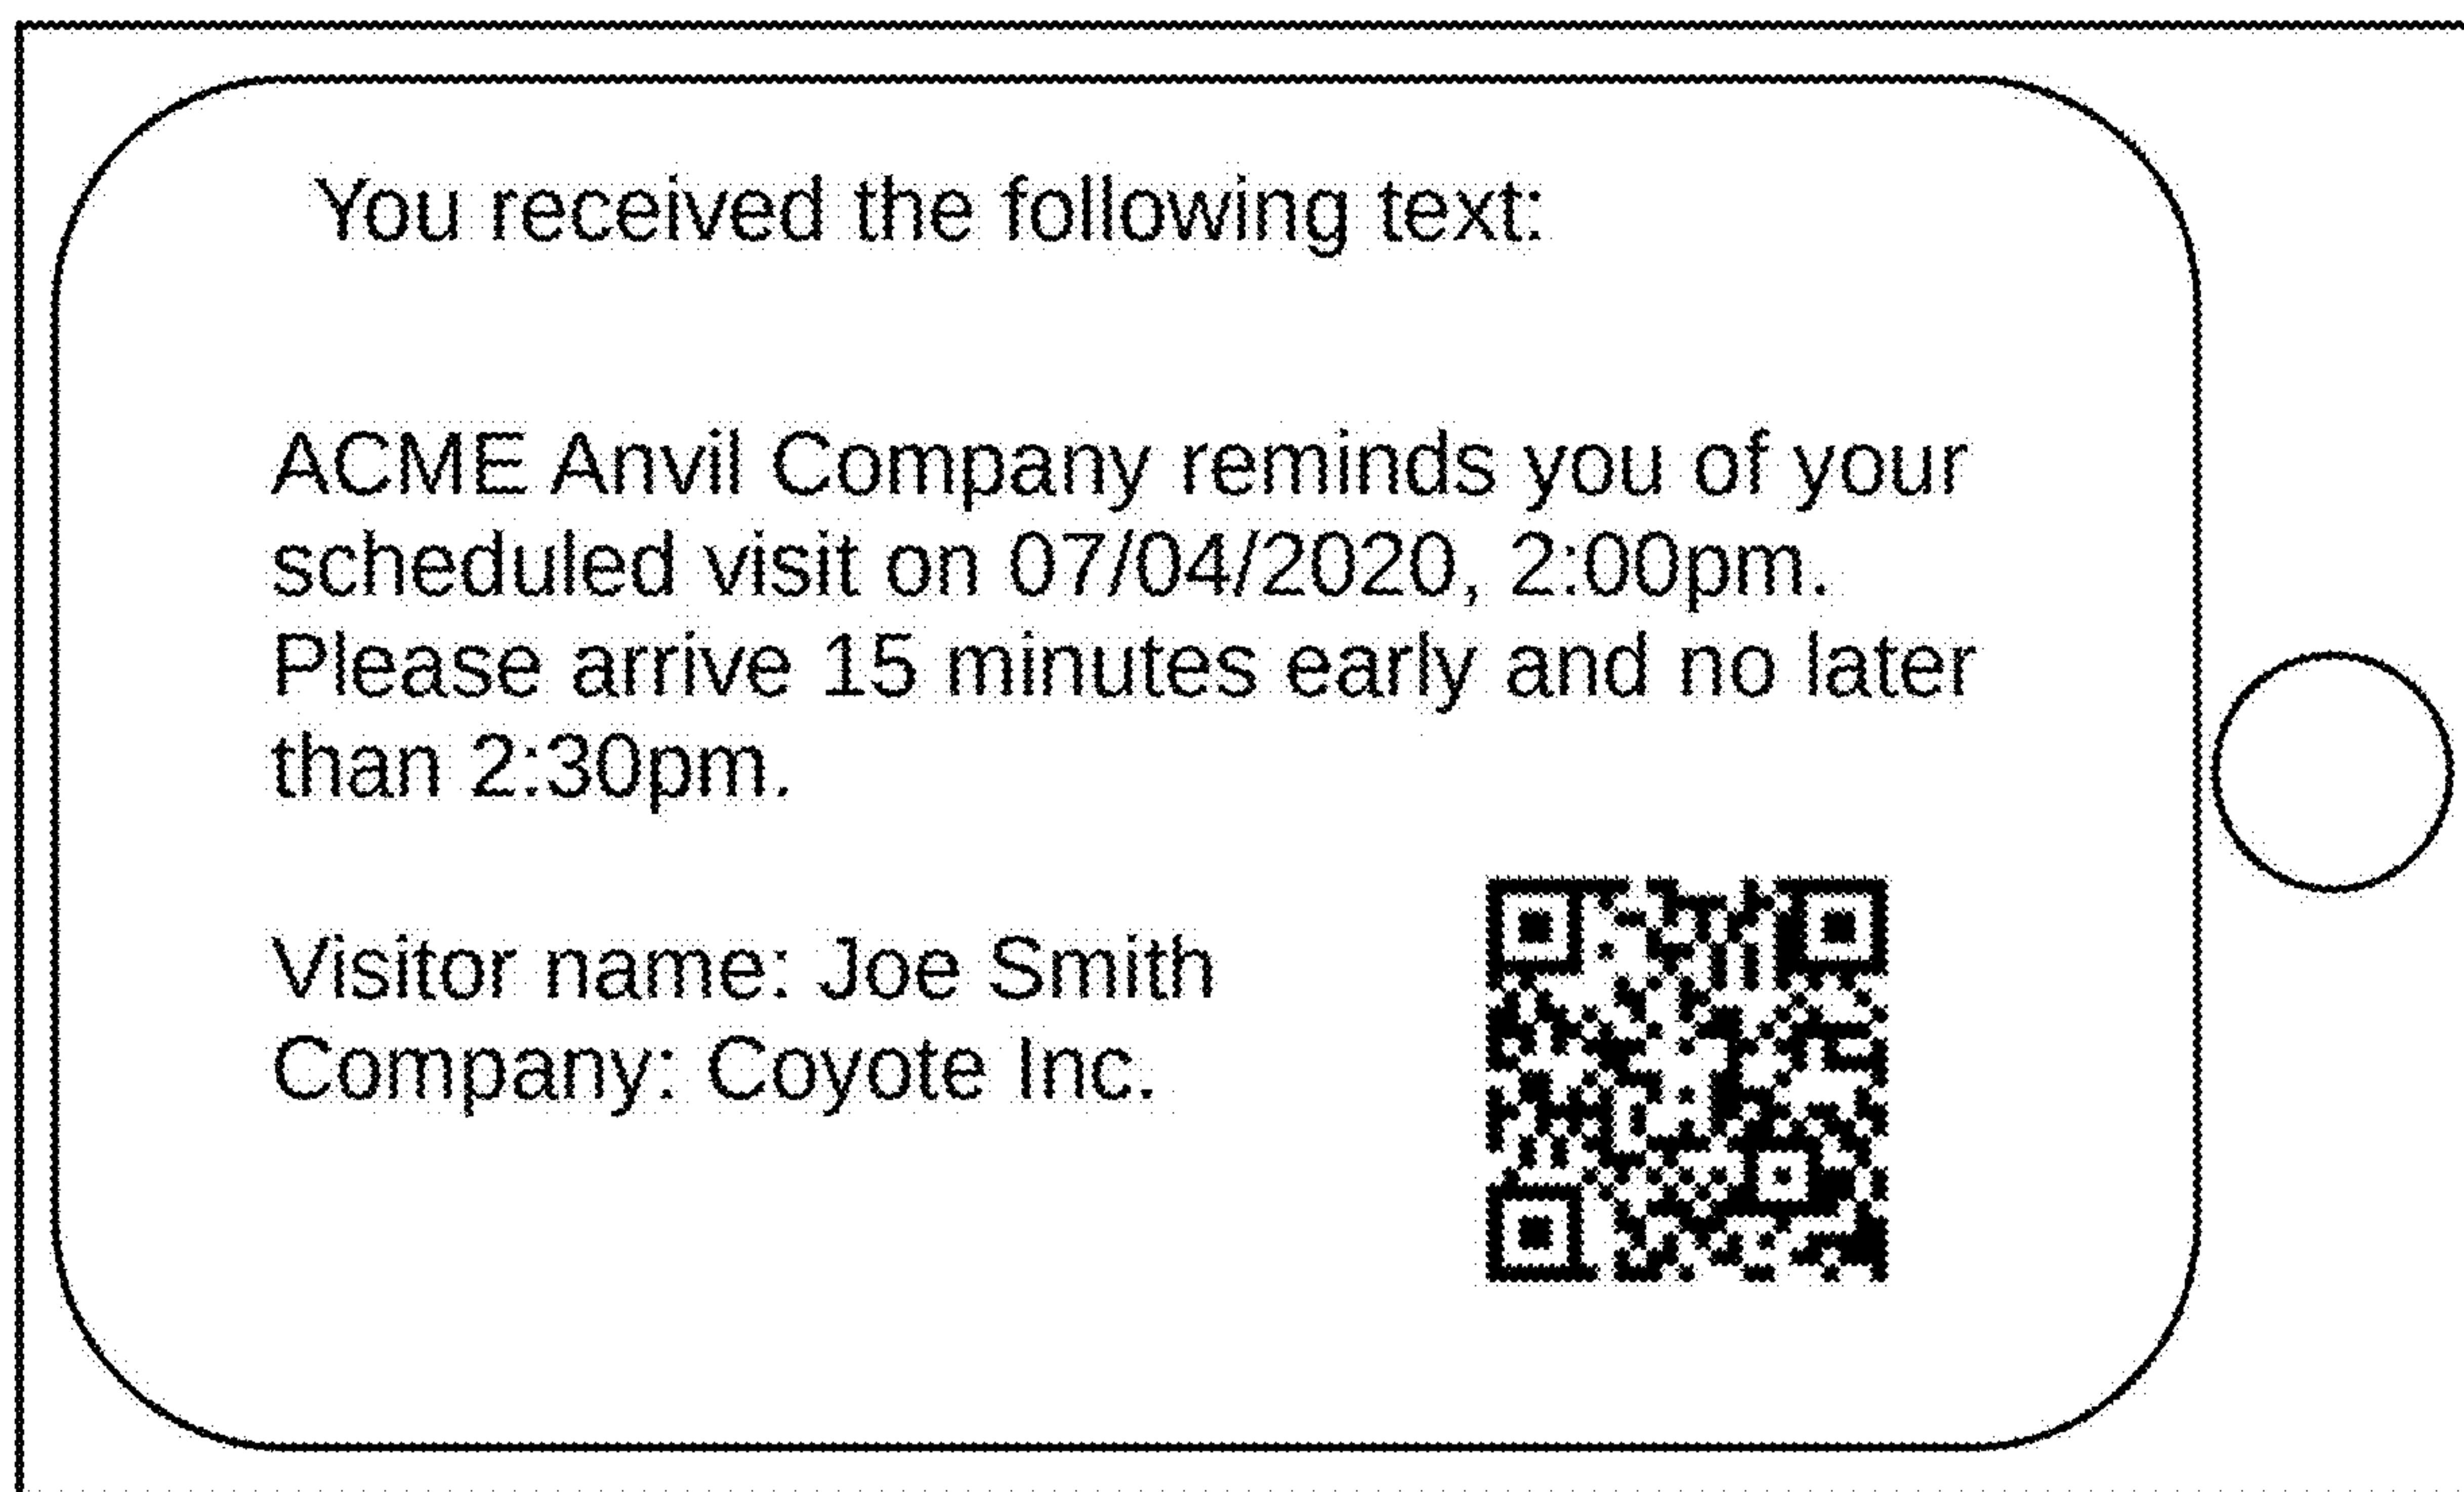 You received the following text:
ACME Anvil Company reminds you of your
scheduled visit on 07/04/2020, 2:00pm.
Please arrive 15 minutes early and no later
than 2:30pm.
Visitor name: Joe Smith
Company: Coyote Inc.